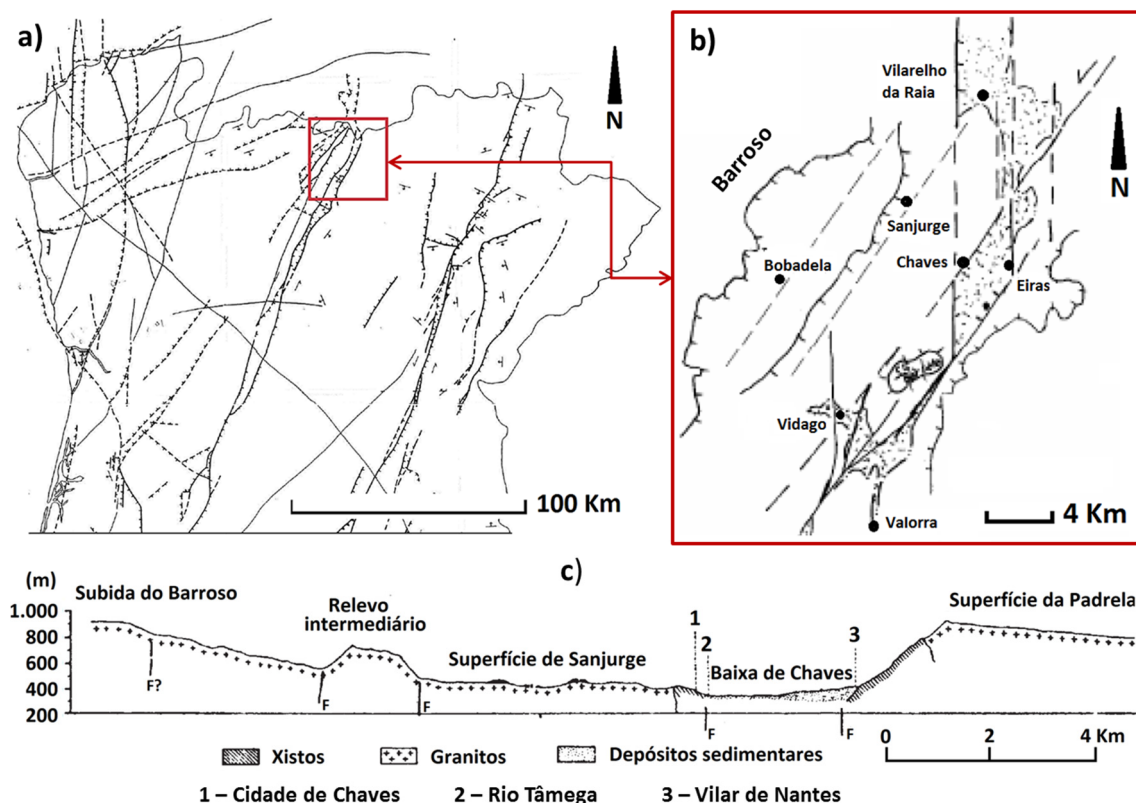 a)
N
100 Km
b)
Vilarelho
da Raia
N
Barroso
Sanjurge
Chaves
Bobadela
Eiras
Vidago
4 Km
Valorra
c)
(m)
1.000
800
600
400
200
Subida do Barroso
Relevo
intermediário
Superfície de Sanjurge
1
2
Baixa de Chaves
3
Superfície da Padrela
F?
F
F
F
F
0 2 4 Km
Xistos Granitos Depósitos sedimentares
1 – Cidade de Chaves 2 – Rio Tâmega 3 – Vilar de Nantes